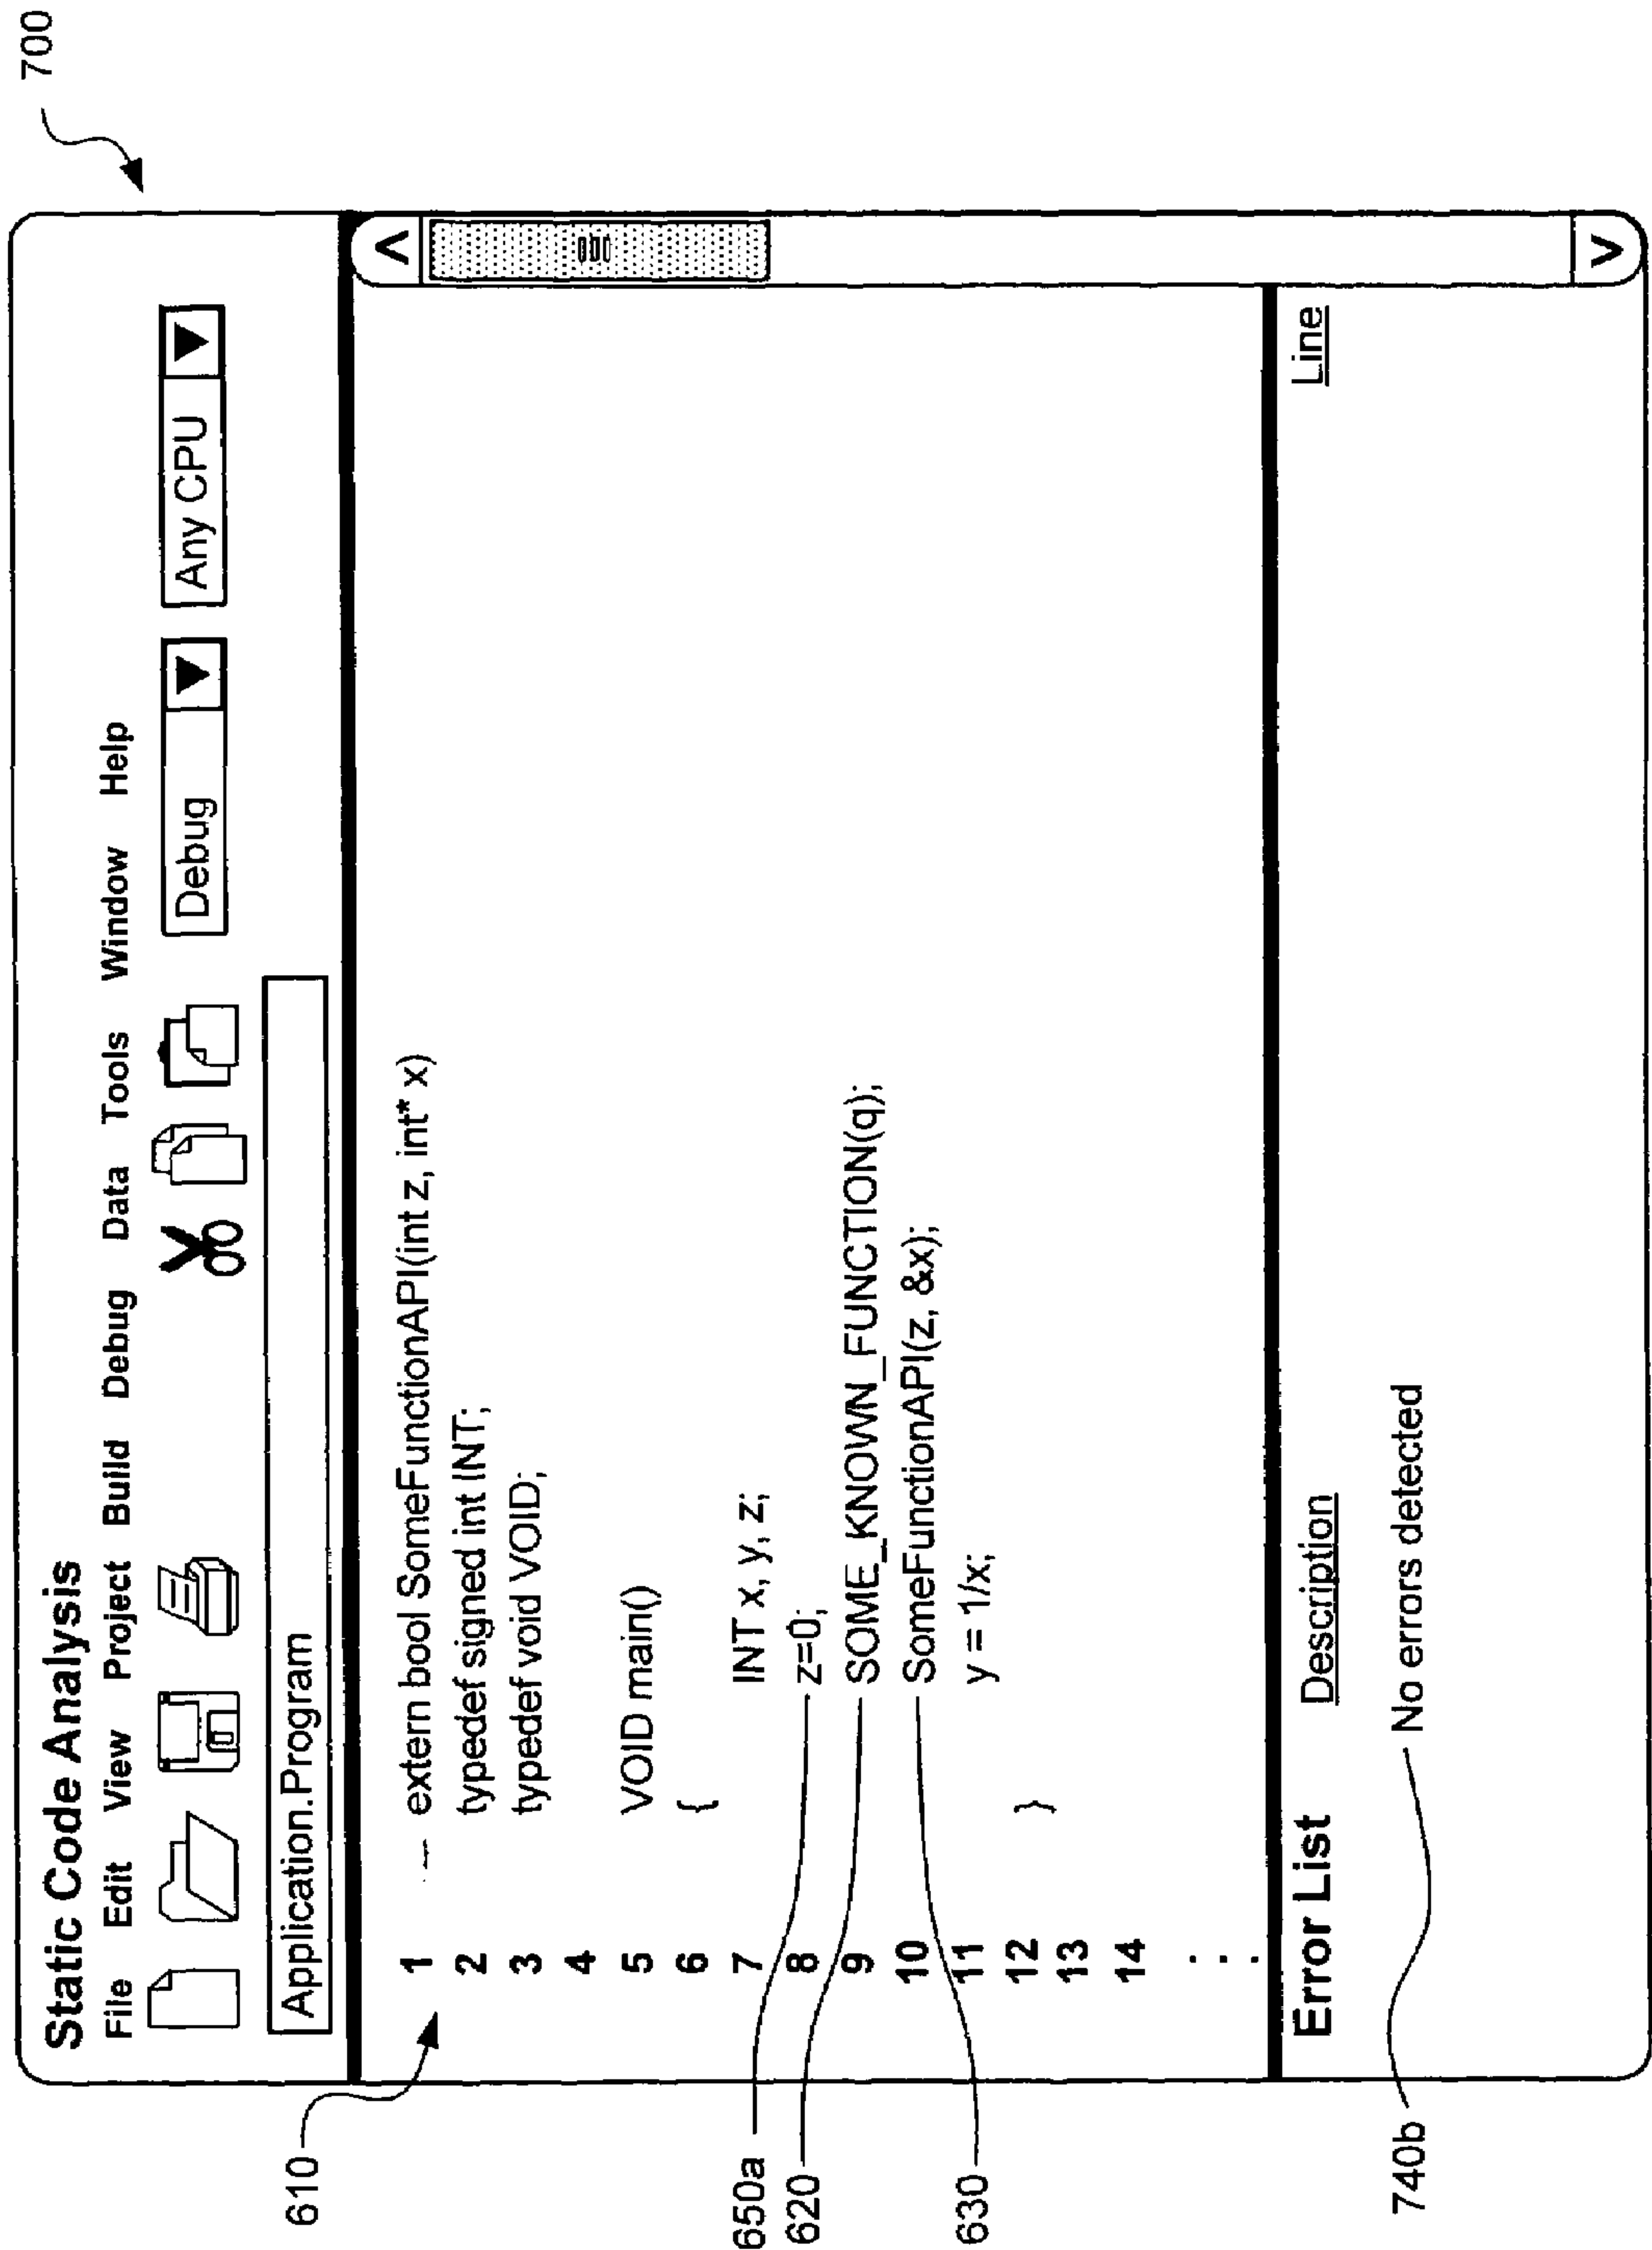 700
Static Code Analysis
File Edit View Project Build Debug Data Tools Window Help
Debug
Any CPU
Application.Program
610
1 extern bool SomeFunctionAPI(int z, int* x)
2 typedef signed int INT;
3 typedef void VOID;
4
5 VOID main()
6 {
7 INT x, y, z;
650a
8 z=0;
620
9 SOME_KNOWN_FUNCTION(q);
630
10 SomeFunctionAPI(z, &x);
11 y = 1/x;
12 }
13
14
Error List Description Line
740b
No errors detected